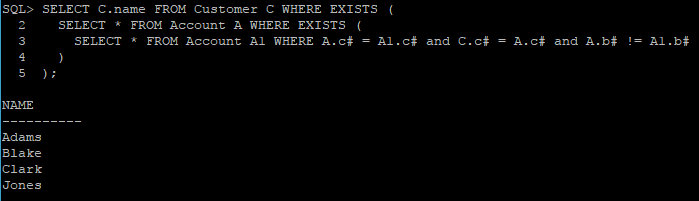 SQL> SELECT C.name FROM Customer C WHERE EXISTS (
  2    SELECT * FROM Account A WHERE EXISTS (
  3      SELECT * FROM Account A1 WHERE A.c# = A1.c# and C.c# = A.c# and A.b# != A1.b#
  4    )
  5  );
NAME
----------
Adams
Blake
Clark
Jones